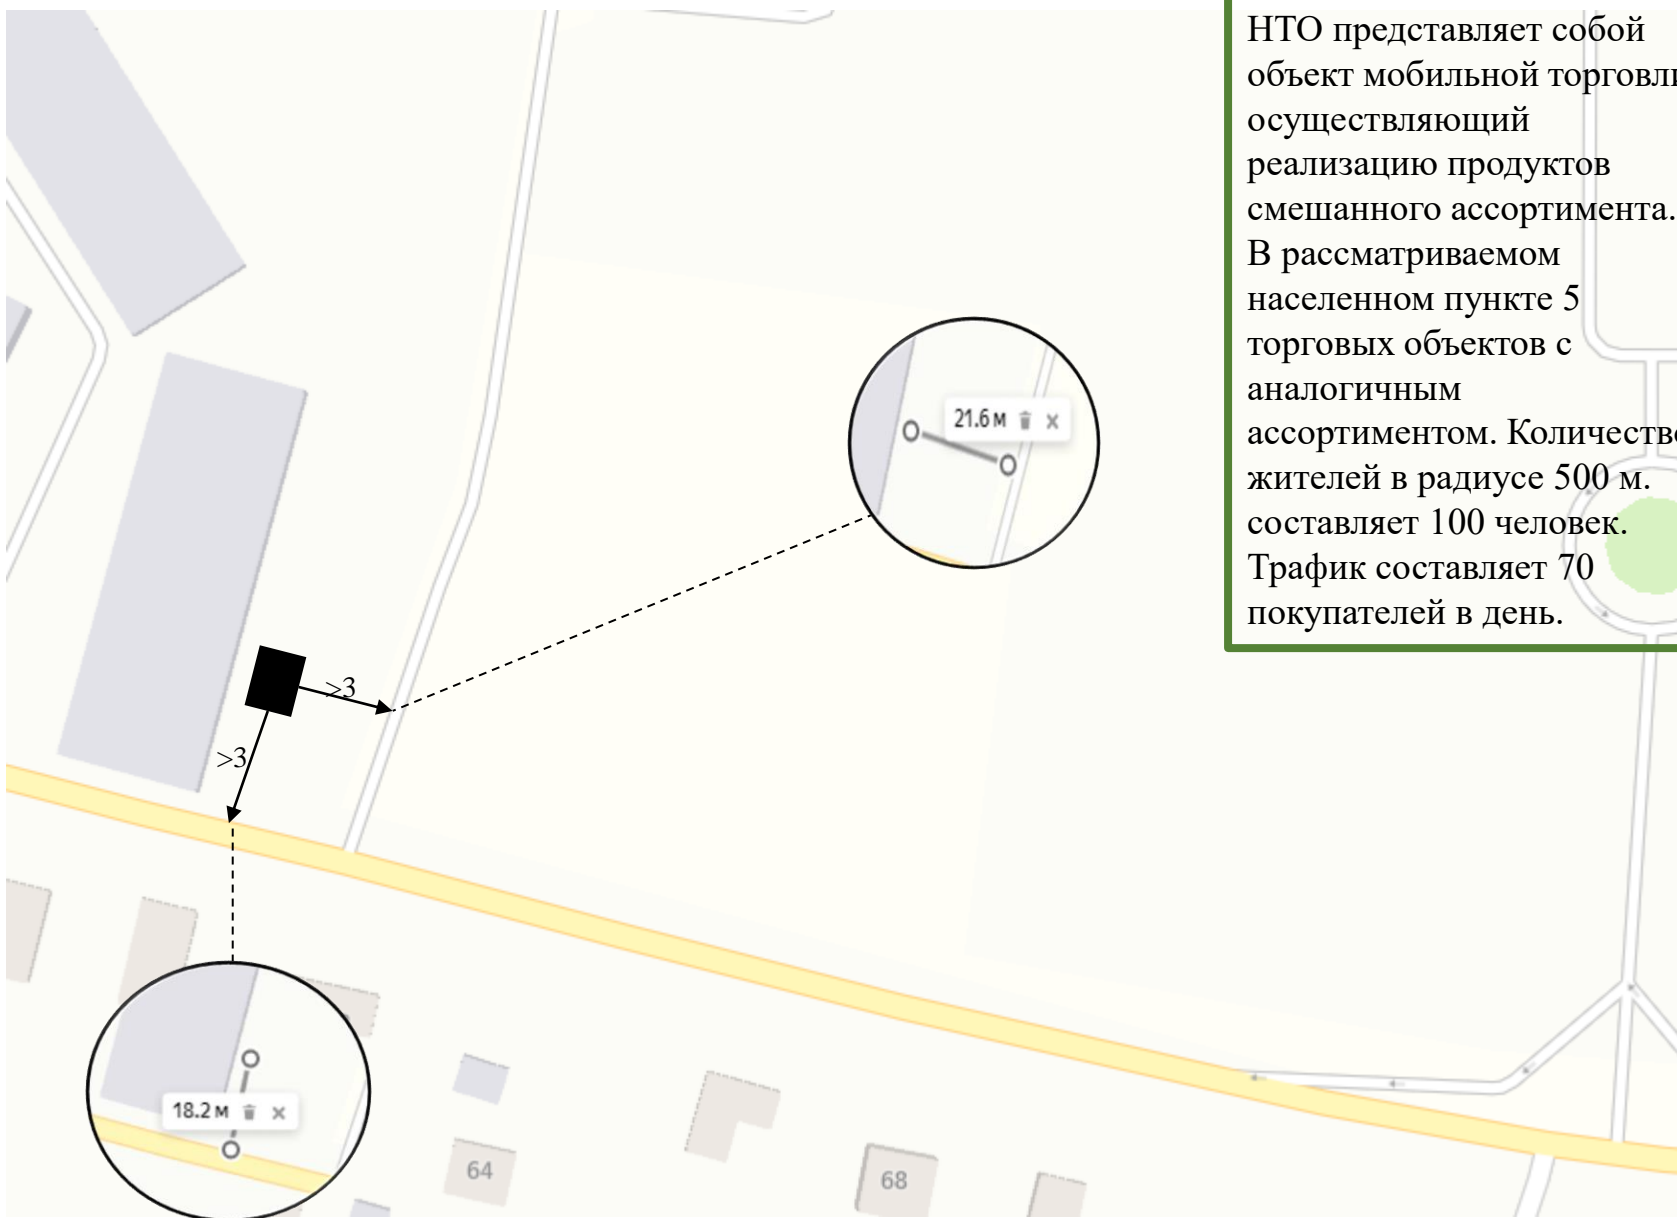 НТО представляет собой
объект мобильной торговли
осуществляющий
реализацию продуктов
смешанного ассортимента.
В рассматриваемом
населенном пункте 5
торговых объектов с
аналогичным
ассортиментом. Количество
жителей в радиусе 500 м.
составляет 100 человек.
Трафик составляет 70
покупателей в день.
21.6 м
>3
>3
18.2 м
64
68